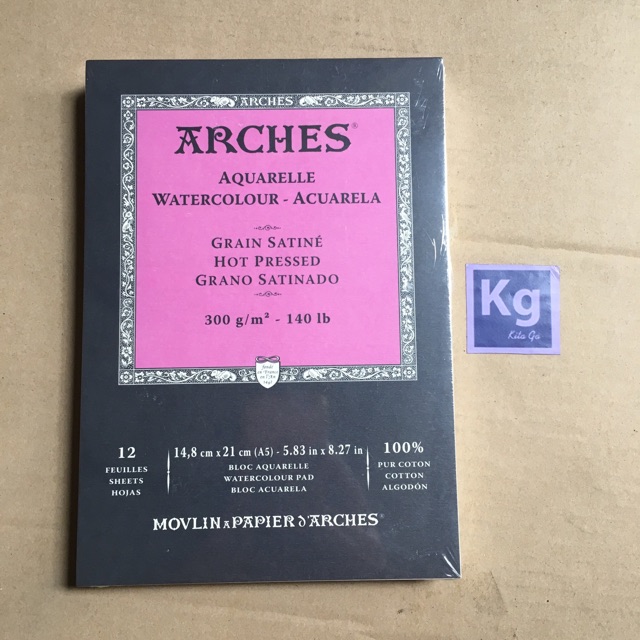 ARCHES
ARCHES®
AQUARELLE
WATERCOLOUR - ACUARELA
GRAIN SATINÉ
HOT PRESSED
GRANO SATINADO
300 g/m² - 140 lb
12
FEUILLES
SHEETS
HOJAS
14,8 cm x 21 cm (A5) - 5.83 in x 8.27 in
BLOC AQUARELLE
WATERCOLOUR PAD
BLOC ACUARELA
100%
PUR COTON
COTTON
ALGODÓN
MOVLIN A PAPIER D'ARCHES®
Kg